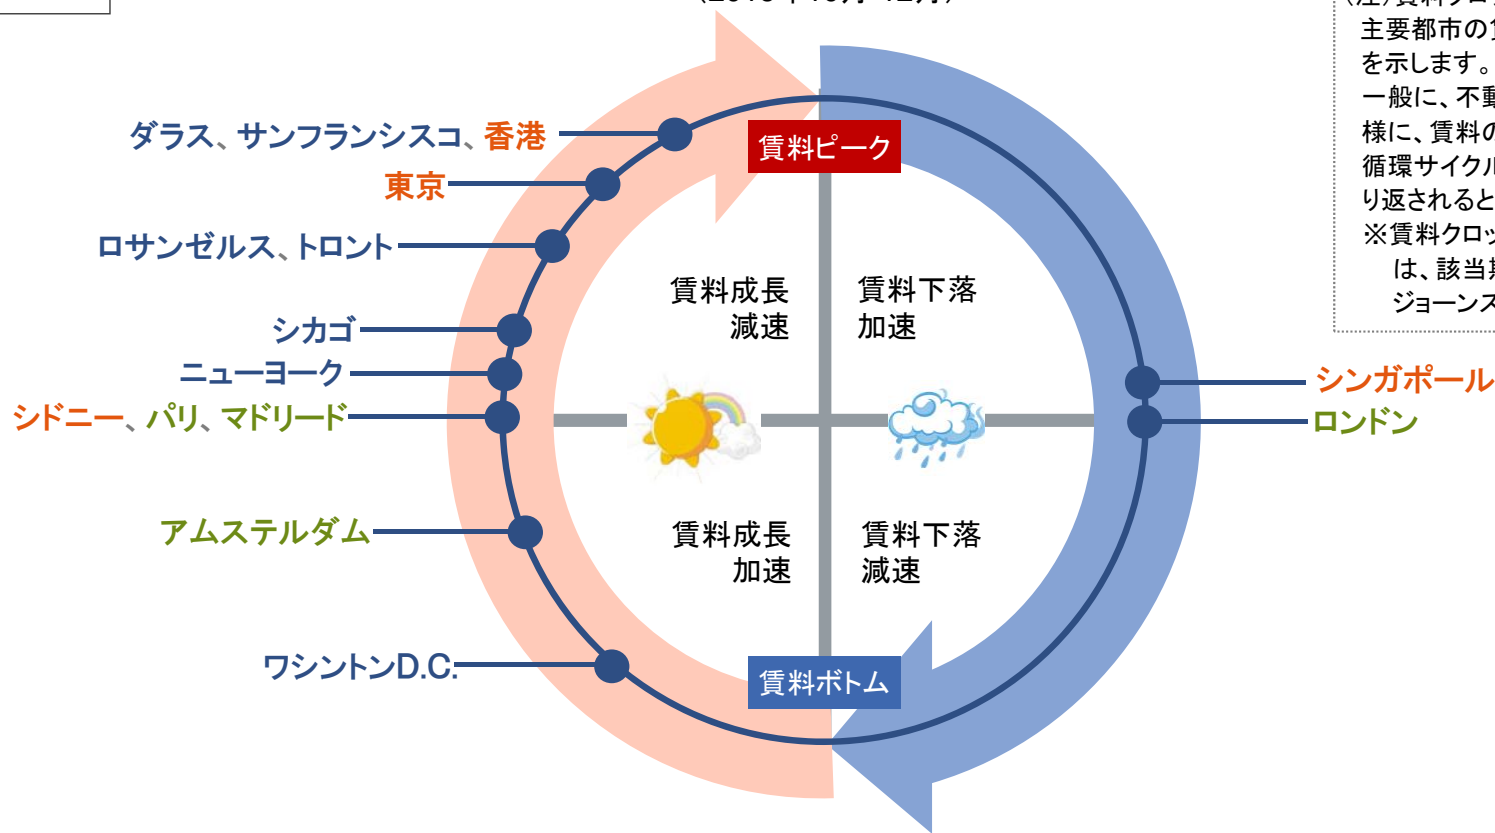 主要都市の
を示します。
一般に、不動
様に、賃料の
循環サイクル
り返されると
※賃料クロッ
は、該当
ジョーンズ
ダラス、サンフランシスコ、香港
東京
ロサンゼルス、トロント
シカゴ
ニューヨーク
シドニー、パリ、マドリード
アムステルダム
ワシントンD.C.
賃料ピーク
賃料成長
減速
賃料下落
加速
シンガポール
ロンドン
賃料成長
加速
賃料下落
減速
賃料ボトム